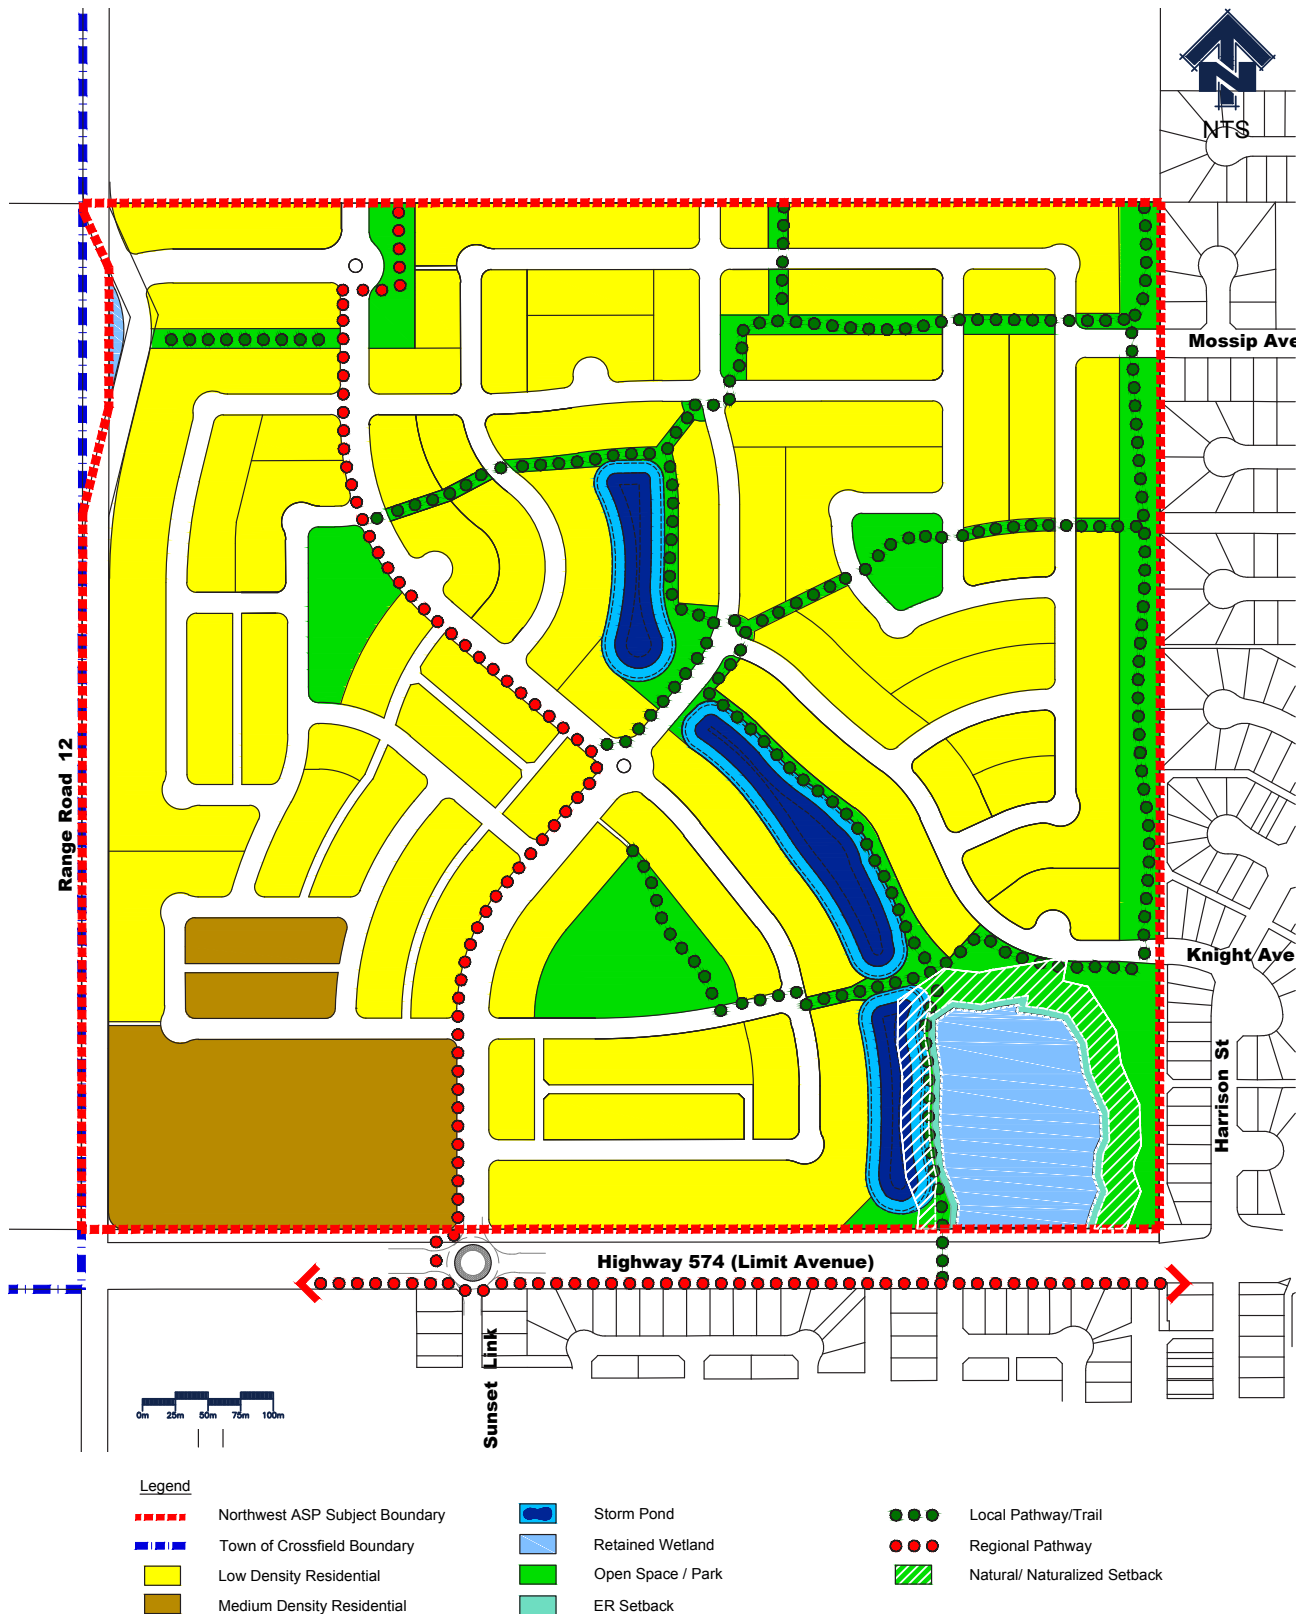 N
NTS
Mossip Ave
Range Road 12
Knight Ave
Harrison St
Highway 574 (Limit Avenue)
Sunset Link
0m 25m 50m 75m 100m
Legend
Northwest ASP Subject Boundary
Town of Crossfield Boundary
Low Density Residential
Medium Density Residential
Storm Pond
Retained Wetland
Open Space / Park
ER Setback
Local Pathway/Trail
Regional Pathway
Natural/ Naturalized Setback